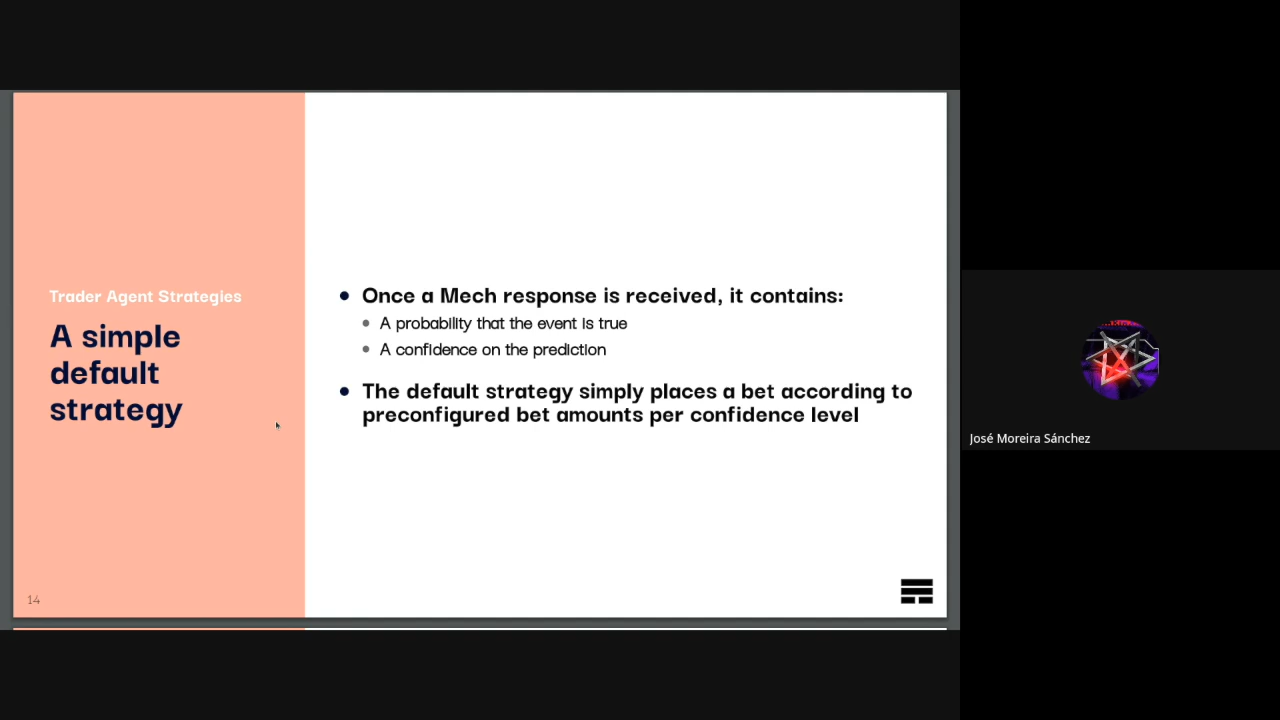 Trader Agent Strategies
A simple
default
strategy
• Once a Mech response is received, it contains:
• A probability that the event is true
• A confidence on the prediction
• The default strategy simply places a bet according to
preconfigured bet amounts per confidence level
14
José Moreira Sánchez